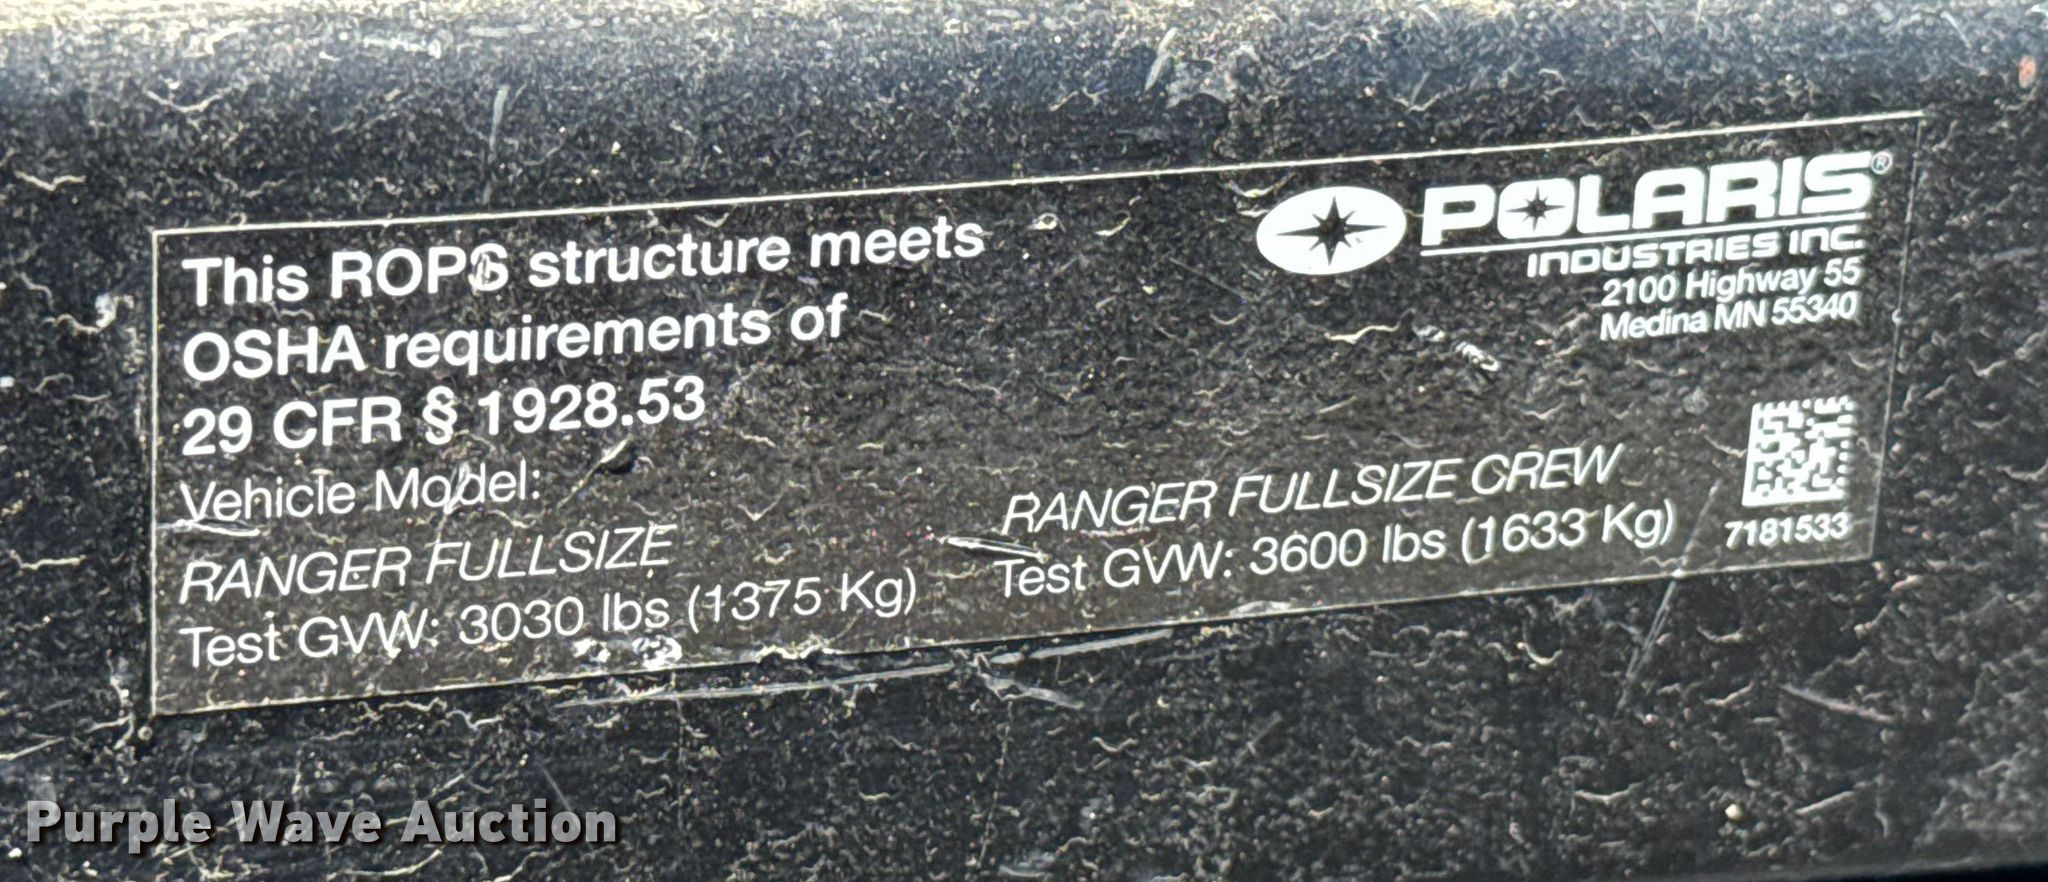 This ROPS structure meets
OSHA requirements of
29 CFR § 1928.53
Vehicle Model:
RANGER FULLSIZE
Test GVW: 3030 lbs (1375 Kg)
RANGER FULLSIZE CREW
Test GVW: 3600 lbs (1633 Kg)
POLARIS®
INDUSTRIES INC.
2100 Highway 55
Medina MN 55340
7181533
Purple Wave Auction